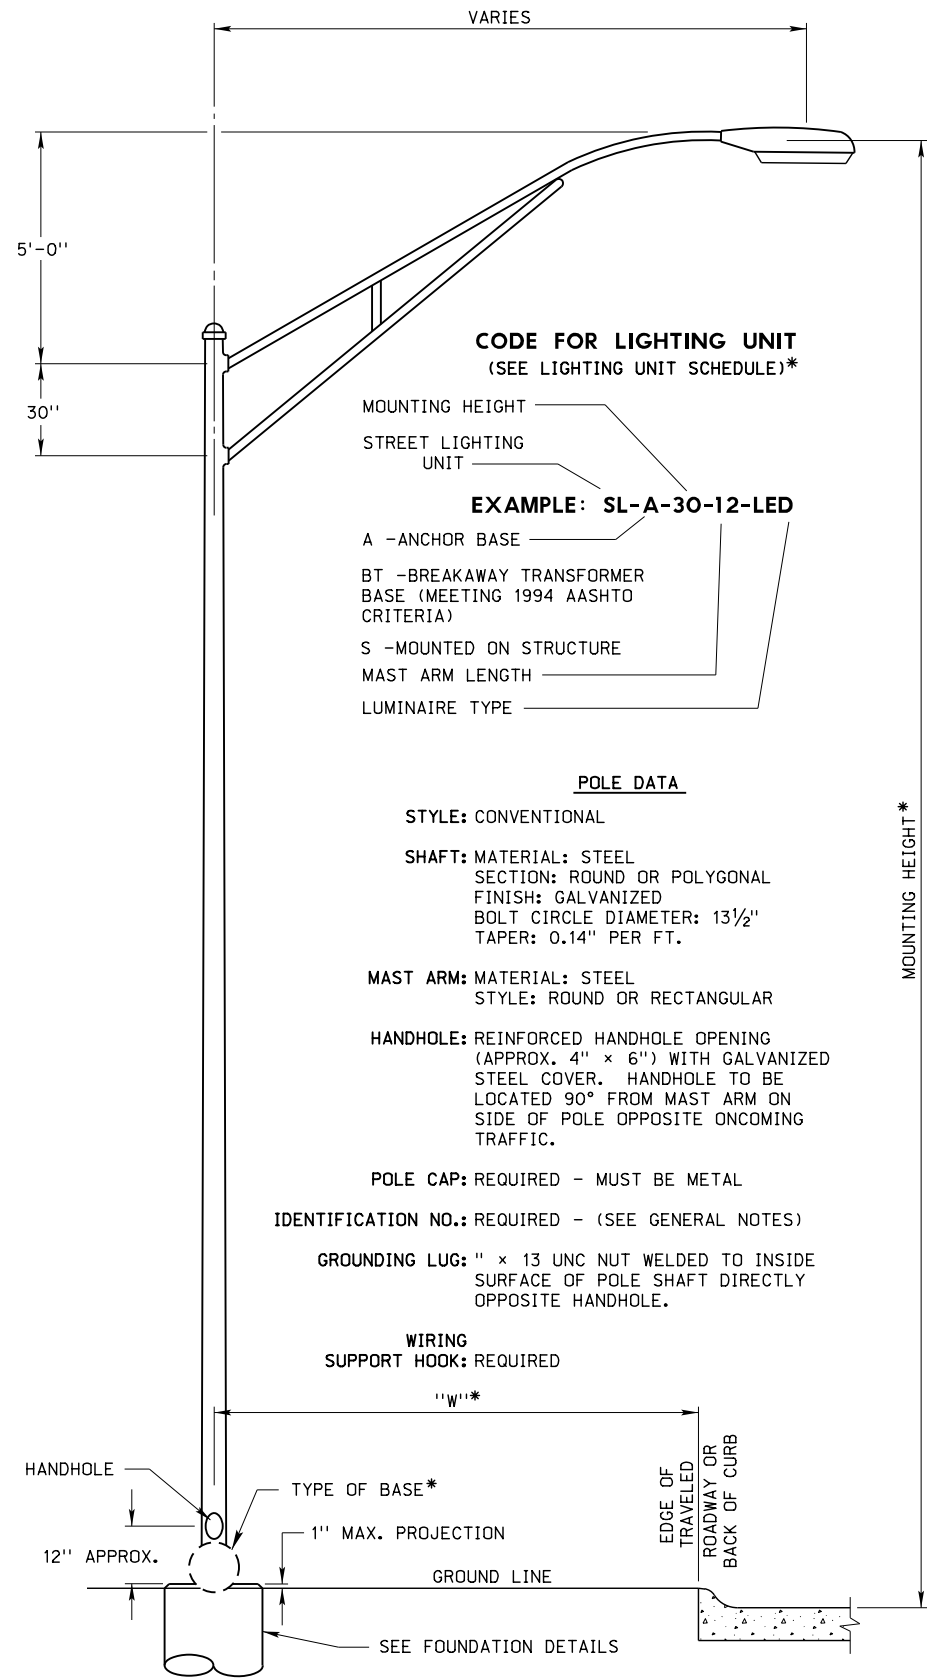 VARIES
5'-0"
30"
CODE FOR LIGHTING UNIT
(SEE LIGHTING UNIT SCHEDULE)*
MOUNTING HEIGHT
STREET LIGHTING
UNIT
EXAMPLE: SL-A-30-12-LED
A -ANCHOR BASE
BT -BREAKAWAY TRANSFORMER
BASE (MEETING 1994 AASHTO
CRITERIA)
S -MOUNTED ON STRUCTURE
MAST ARM LENGTH
LUMINAIRE TYPE
POLE DATA
STYLE: CONVENTIONAL
SHAFT: MATERIAL: STEEL
SECTION: ROUND OR POLYGONAL
FINISH: GALVANIZED
BOLT CIRCLE DIAMETER: 13½"
TAPER: 0.14" PER FT.
MAST ARM: MATERIAL: STEEL
STYLE: ROUND OR RECTANGULAR
HANDHOLE: REINFORCED HANDHOLE OPENING
(APPROX. 4" × 6") WITH GALVANIZED
STEEL COVER. HANDHOLE TO BE
LOCATED 90° FROM MAST ARM ON
SIDE OF POLE OPPOSITE ONCOMING
TRAFFIC.
POLE CAP: REQUIRED - MUST BE METAL
IDENTIFICATION NO.: REQUIRED - (SEE GENERAL NOTES)
GROUNDING LUG: " × 13 UNC NUT WELDED TO INSIDE
SURFACE OF POLE SHAFT DIRECTLY
OPPOSITE HANDHOLE.
WIRING
SUPPORT HOOK: REQUIRED
MOUNTING HEIGHT*
"W"*
HANDHOLE
TYPE OF BASE*
1" MAX. PROJECTION
12" APPROX.
GROUND LINE
EDGE OF
TRAVELED
ROADWAY OR
BACK OF CURB
SEE FOUNDATION DETAILS